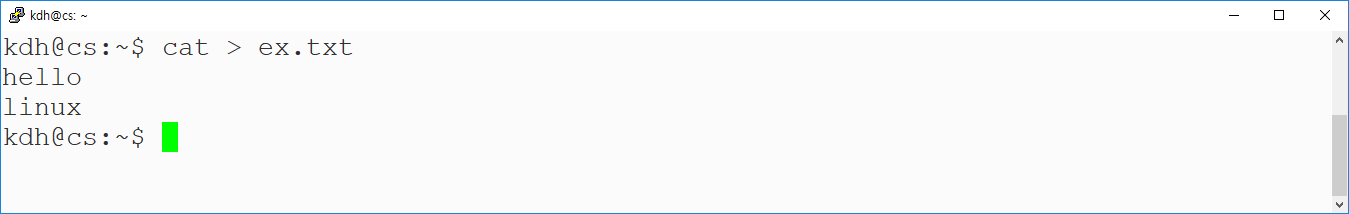 kdh@cs: ~
kdh@cs:~$ cat > ex.txt
hello
linux
kdh@cs:~$